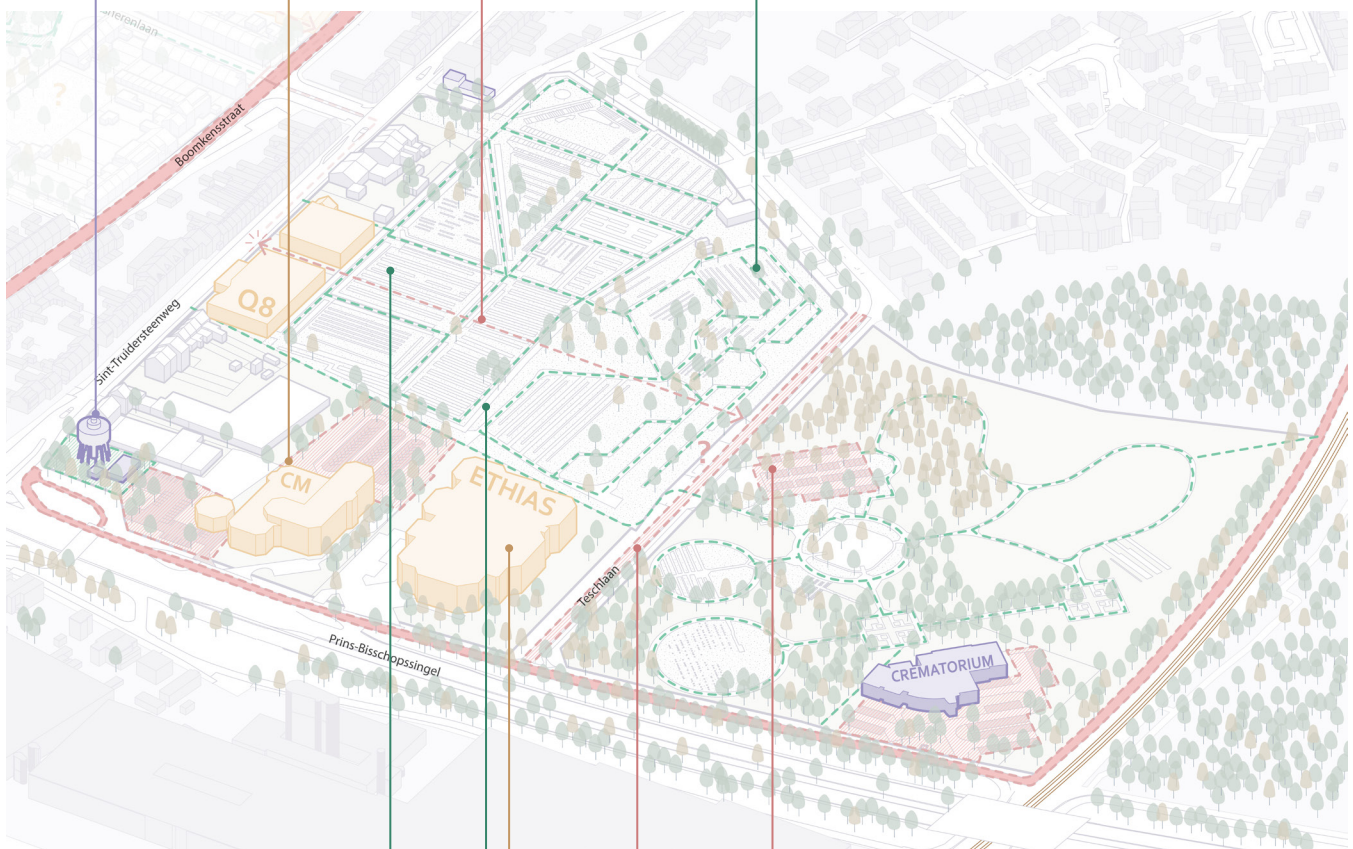 ?
Boomkensstraat
Sint-Truidersteenweg
Q8
CM
ETHIAS
?
Teschlaan
Prins-Bisschopssingel
CREMATORIUM